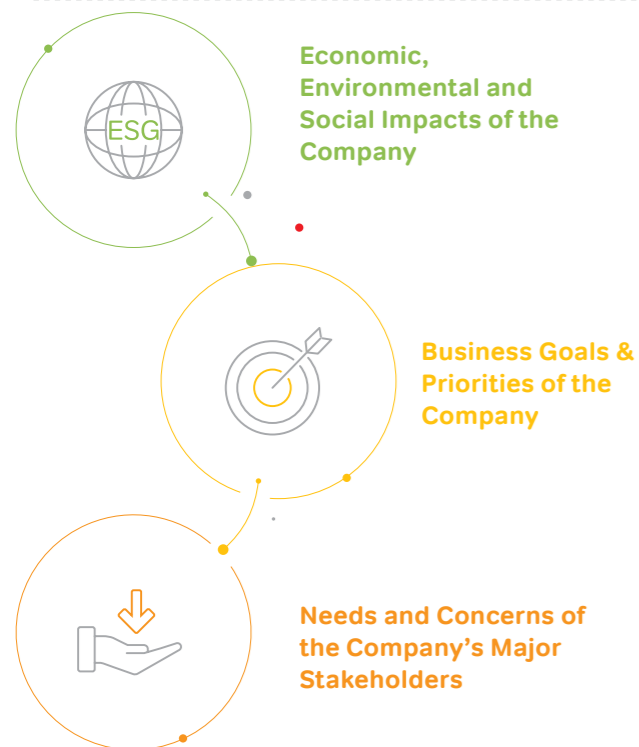 Economic,
Environmental and
Social Impacts of the
Company
ESG
Business Goals &
Priorities of the
Company
Needs and Concerns of
the Company's Major
Stakeholders